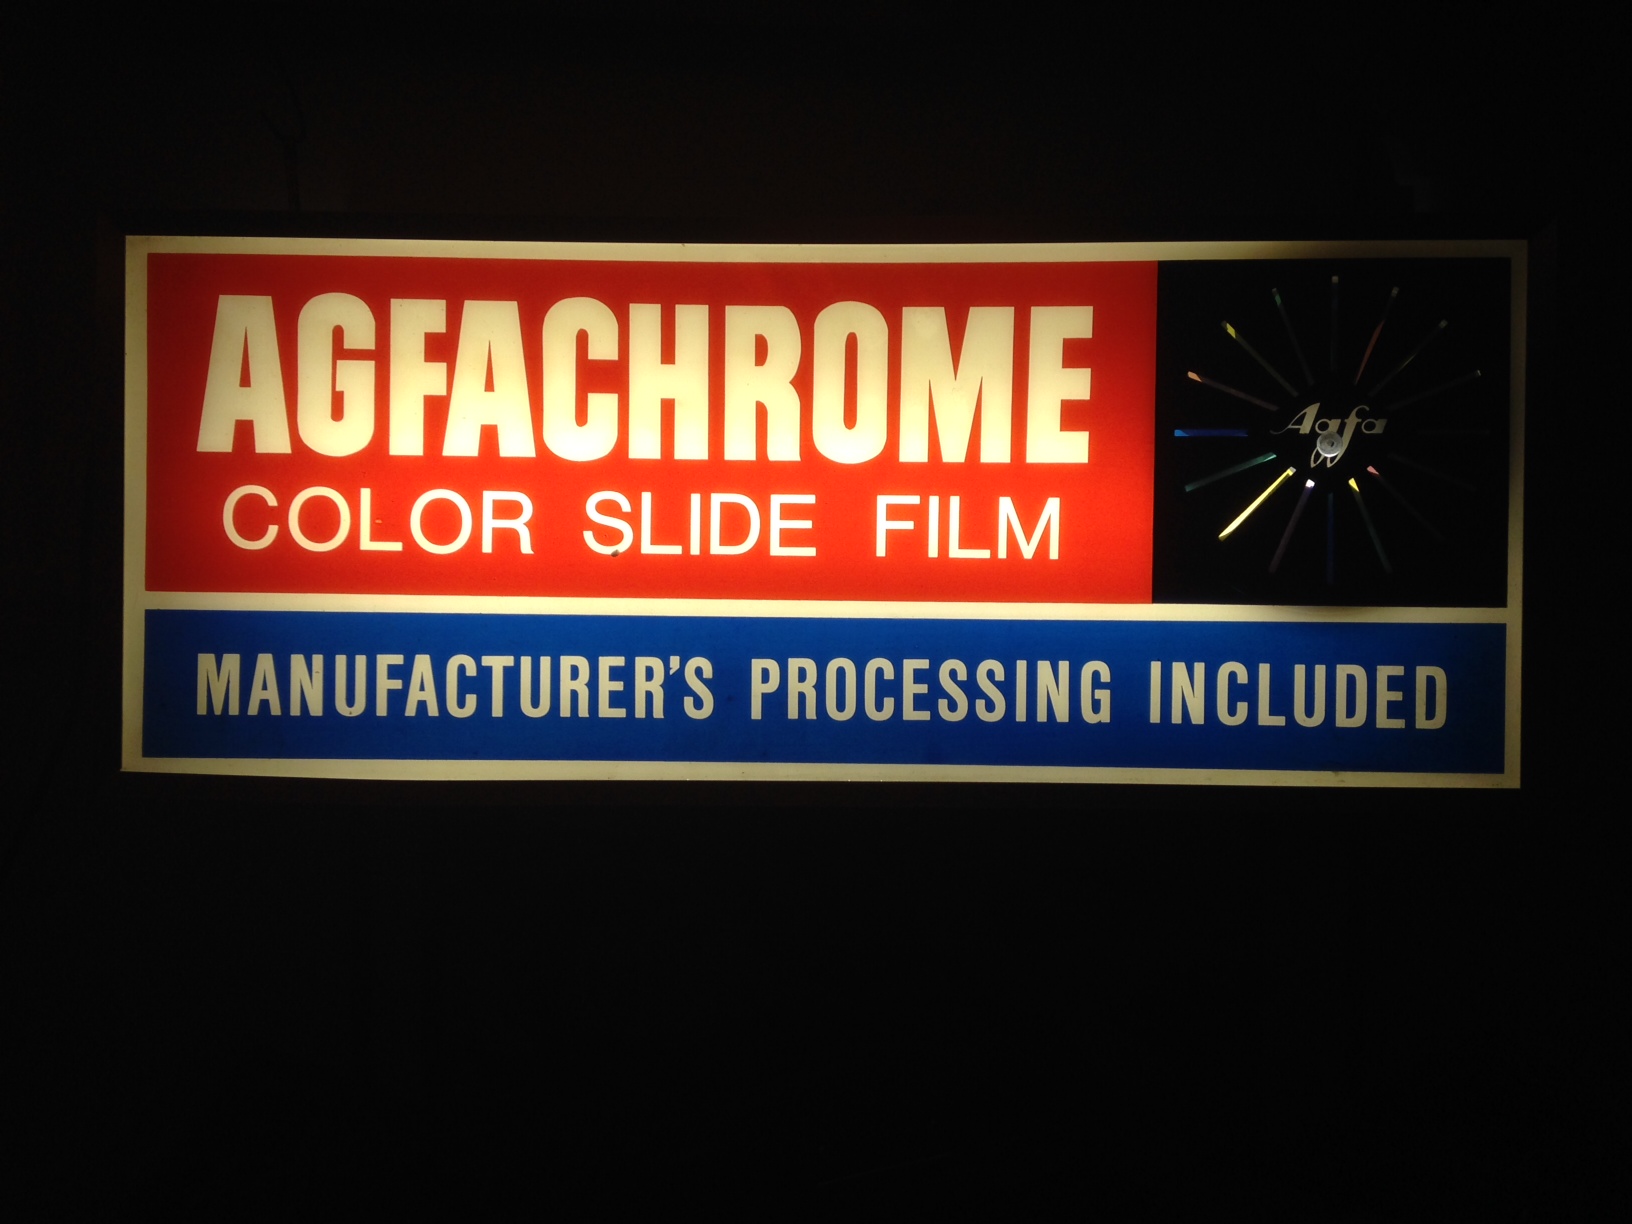 AGFACHROME
COLOR SLIDE FILM
Agfa
MANUFACTURER'S PROCESSING INCLUDED